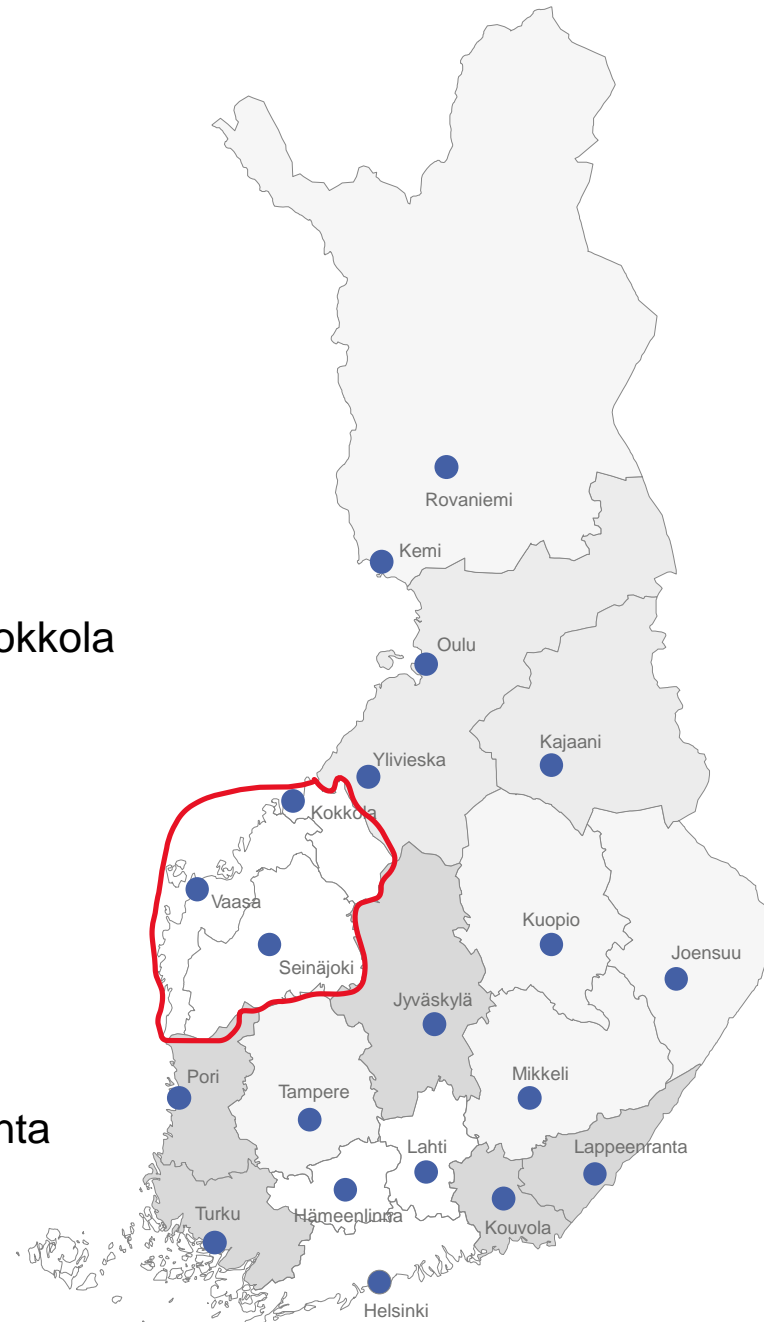 Rovaniemi
Kemi
okkola
Oulu
Kajaani
Ylivieska
Kokkola
Vaasa
Kuopio
Joensuu
Seinäjoki
Jyväskylä
Pori
Mikkeli
Tampere
nta
Lahti
Lappeenranta
Turku
Hämeenlinna
Kouvola
Helsinki